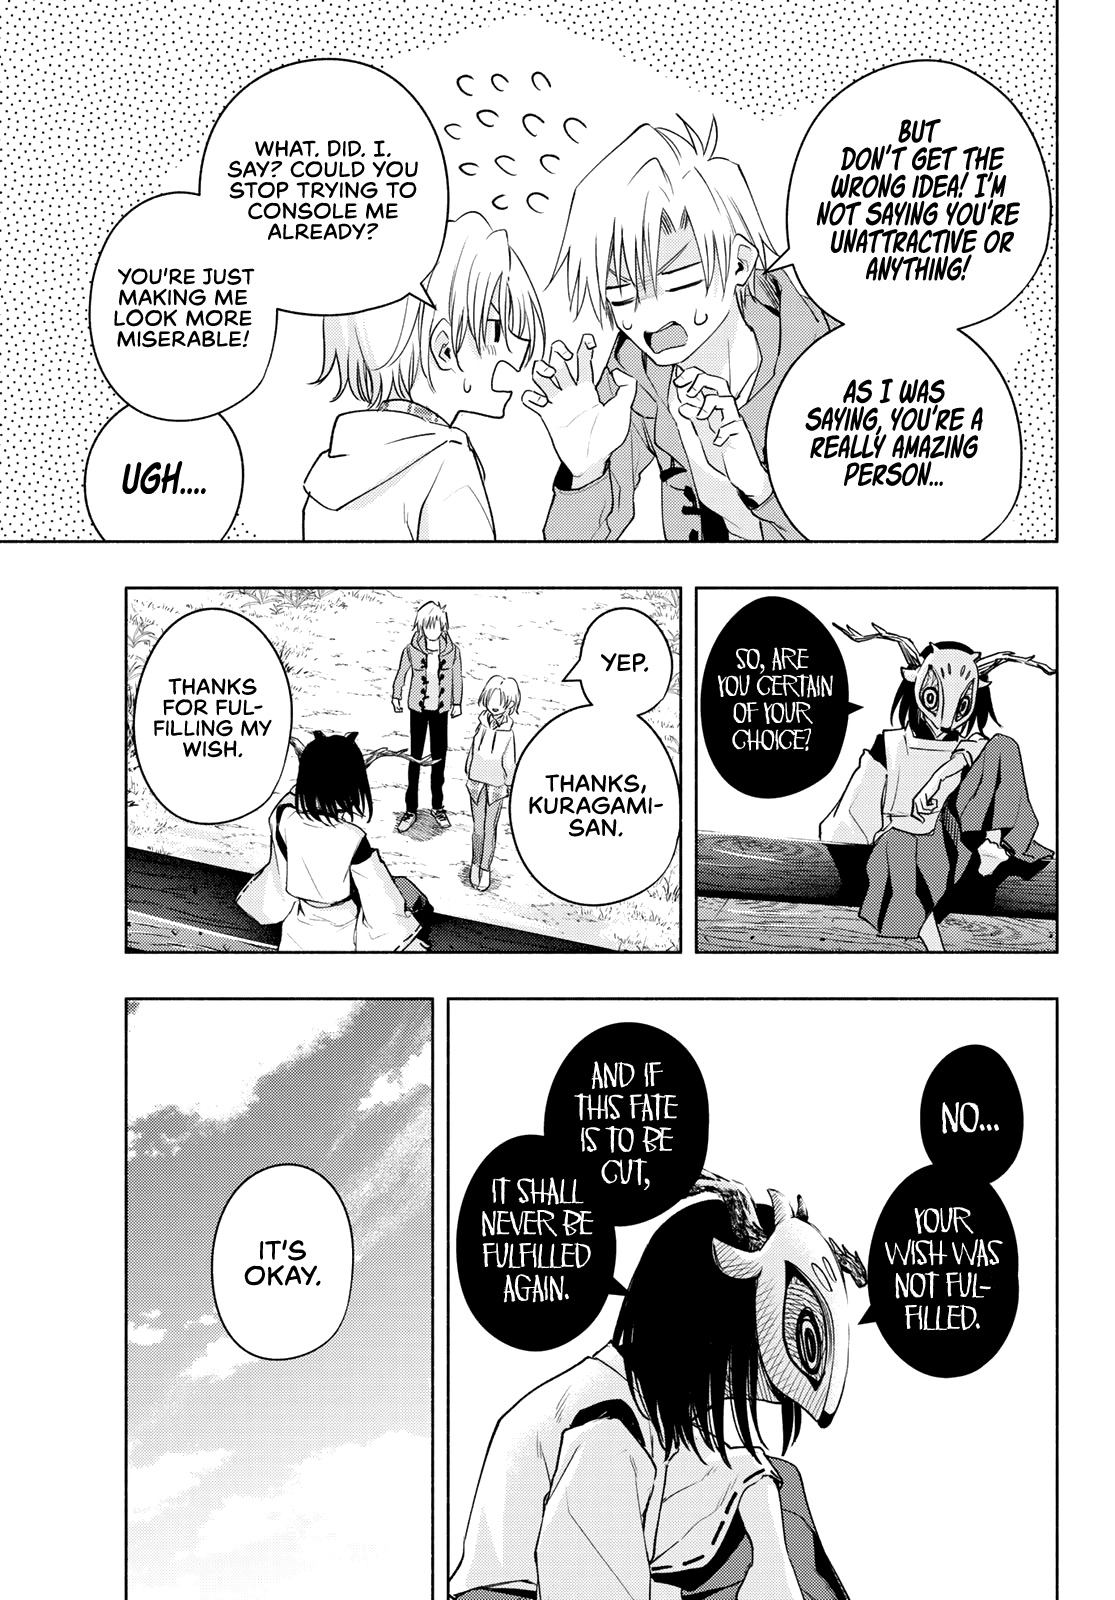 BUT
DON'T GET THE
WRONG IDEA! I'M
NOT SAYING YOU'RE
UNATTRACTIVE OR
ANYTHING!
AS I WAS
SAYING, YOU'RE A
REALLY AMAZING
PERSON...
WHAT. DID. I.
SAY? COULD YOU
STOP TRYING TO
CONSOLE ME
ALREADY?
YOU'RE JUST
MAKING ME
LOOK MORE
MISERABLE!
UGH....
SO, ARE
YOU CERTAIN
OF YOUR
CHOICE?
YEP.
THANKS,
KURAGAMI-
SAN.
THANKS
FOR FUL-
FILLING MY
WISH.
NO...
YOUR
WISH WAS
NOT FUL-
FILLED.
AND IF
THIS FATE
IS TO BE
CUT,
IT SHALL
NEVER BE
FULFILLED
AGAIN.
IT'S
OKAY.